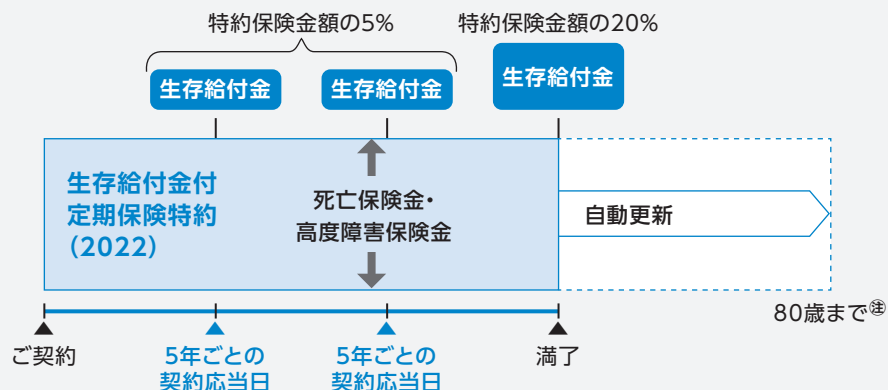 特約保険金額の5%
特約保険金額の20%
生存給付金
生存給付金
生存給付金
生存給付金付
定期保険特約
(2022)
死亡保険金・
高度障害保険金
自動更新
80歳まで㊟
ご契約
5年ごとの
契約応当日
5年ごとの
契約応当日
満了